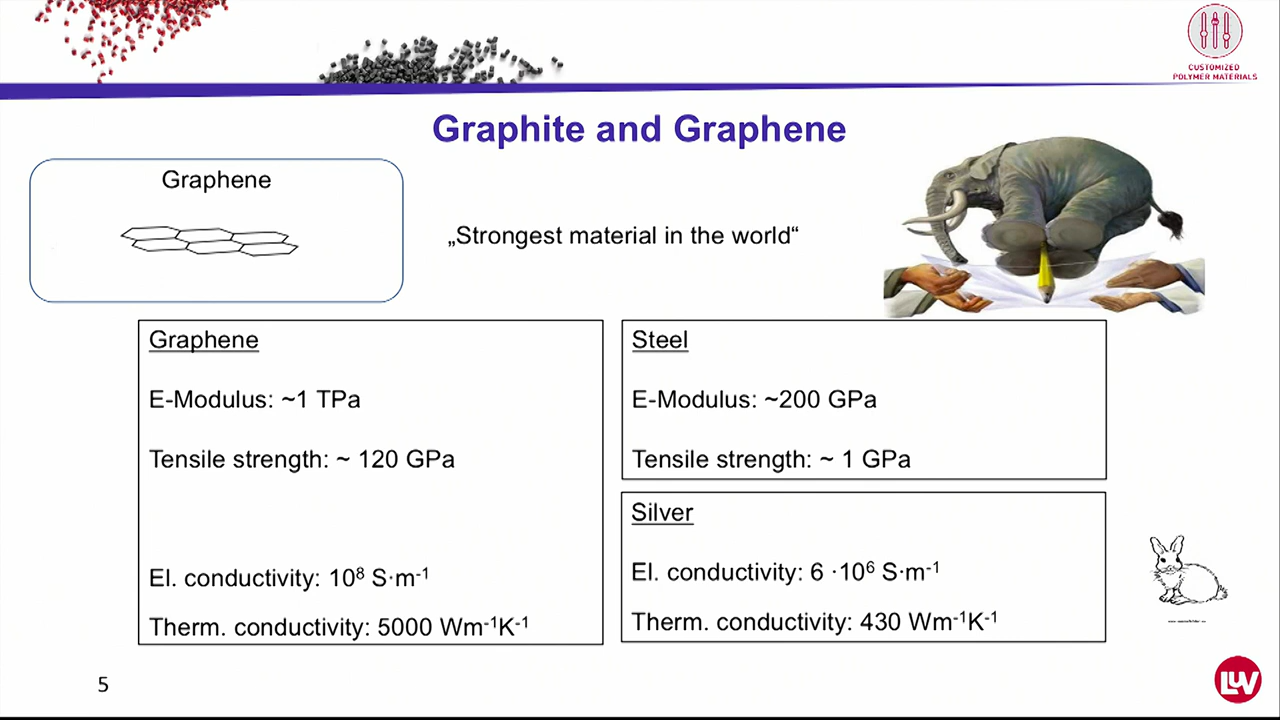 CUSTOMIZED
POLYMER MATERIALS
Graphite and Graphene
Graphene
„Strongest material in the world“
Graphene
E-Modulus: ~1 TPa
Tensile strength: ~ 120 GPa
El. conductivity: 10⁸ S·m⁻¹
Therm. conductivity: 5000 Wm⁻¹K⁻¹
Steel
E-Modulus: ~200 GPa
Tensile strength: ~ 1 GPa
Silver
El. conductivity: 6 ·10⁶ S·m⁻¹
Therm. conductivity: 430 Wm⁻¹K⁻¹
5
LUV